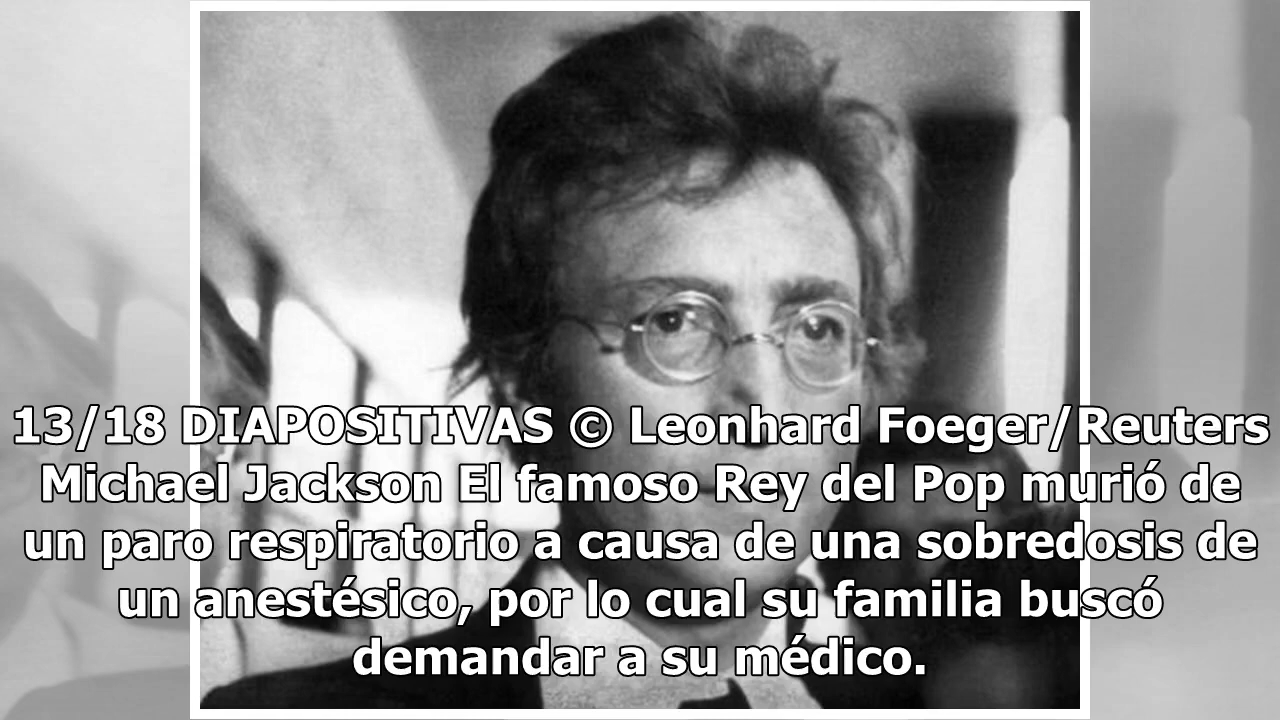 13/18 DIAPOSITIVAS © Leonhard Foeger/Reuters
Michael Jackson El famoso Rey del Pop murió de
un paro respiratorio a causa de una sobredosis de
un anestésico, por lo cual su familia buscó
demandar a su médico.